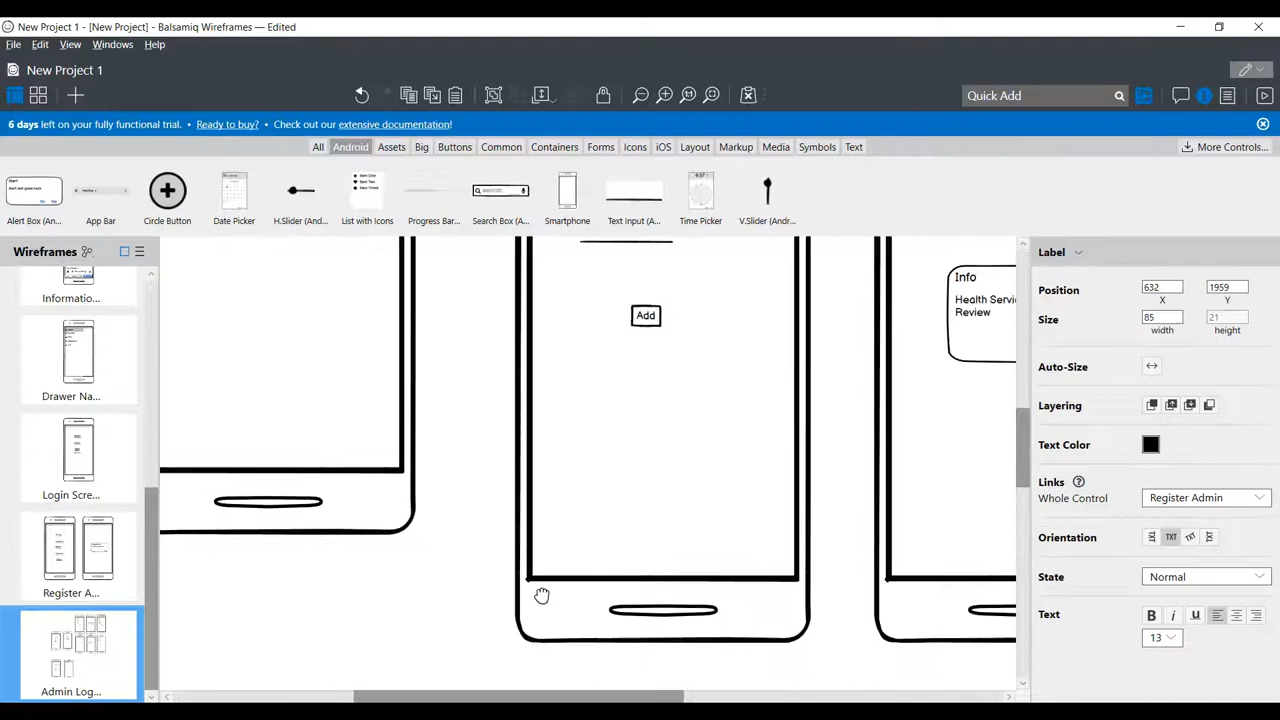 New Project 1 - [New Project] - Balsamiq Wireframes — Edited
File Edit View Windows Help
New Project 1
Quick Add
6 days left on your fully functional trial. • Ready to buy? • Check out our extensive documentation!
All Android Assets Big Buttons Common Containers Forms Icons iOS Layout Markup Media Symbols Text More Controls...
Alert Box (An... App Bar Circle Button Date Picker H.Slider (And... List with Icons Progress Bar... Search Box (A... Smartphone Text Input (A... Time Picker V.Slider (Andr...
Wireframes
Informatio...
Drawer Na...
Login Scre...
Register A...
Admin Log...
Add
Info
Health Servi
Review
Label
Position 632 1959
X Y
Size 85 21
width height
Auto-Size
Layering
Text Color
Links
Whole Control Register Admin
Orientation TXT
State Normal
Text B i U
13